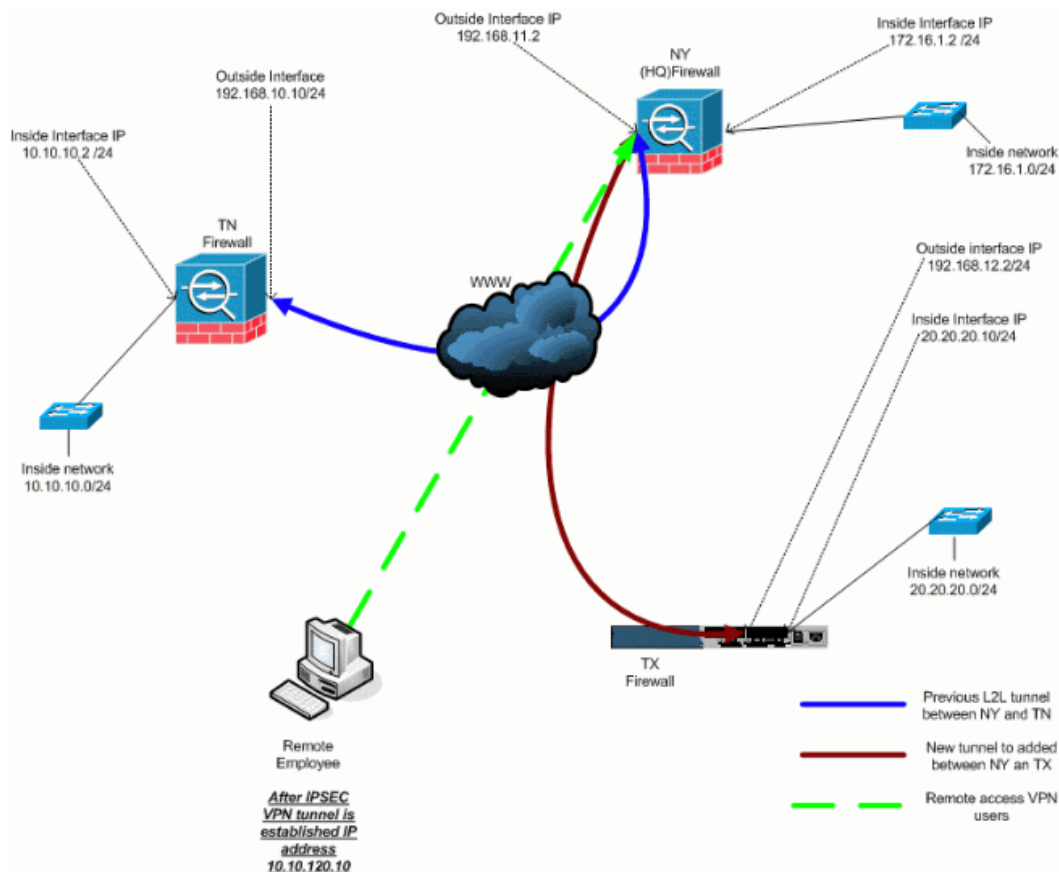 Outside Interface IP
192.168.11.2
Inside Interface IP
172.16.1.2 /24
NY
(HQ)Firewall
Outside Interface
192.168.10.10/24
Inside Interface IP
10.10.10.2 /24
Inside network
172.16.1.0/24
TN
Firewall
Outside interface IP
192.168.12.2/24
WWW
Inside Interface IP
20.20.20.10/24
Inside network
10.10.10.0/24
Inside network
20.20.20.0/24
TX
Firewall
Previous L2L tunnel
between NY and TN
New tunnel to added
between NY an TX
Remote access VPN
users
Remote
Employee
After IPSEC
VPN tunnel is
established IP
address
10.10.120.10